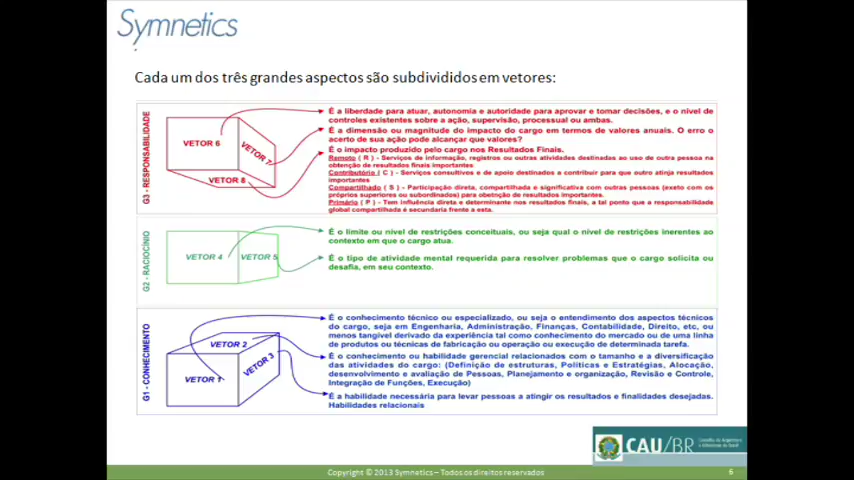 Symnetics
Cada um dos três grandes aspectos são subdivididos em vetores:
G3 - RESPONSABILIDADE
VETOR 6
VETOR 7
VETOR 8
É a liberdade para atuar, autonomia e autoridade para aprovar e tomar decisões, e o nível de
controles existentes sobre a ação, supervisão, processual ou ambas.
É a dimensão ou magnitude do impacto do cargo em termos de valores anuais. O erro o
acerto de sua ação pode alcançar que valores?
É o impacto produzido pelo cargo nos Resultados Finais.
Remoto ( R ) - Serviços de informação, registros ou outras atividades destinadas ao uso de outra pessoa na
obtenção de resultados finais importantes
Contributório ( C ) - Serviços consultivos e de apoio destinados a contribuir para que outro atinja resultados
importantes
Compartilhado ( S ) - Participação direta, compartilhada e significativa com outras pessoas (exeto com os
próprios superiores ou subordinados) para obetnção de resultados importantes.
Primário ( P ) - Tem influência direta e determinante nos resultados finais, a tal ponto que a responsabilidade
global compartilhada é secundaria frente a esta.
G2 - RACIOCÍNIO
VETOR 4
VETOR 5
É o limite ou nível de restrições conceituais, ou seja qual o nível de restrições inerentes ao
contexto em que o cargo atua.
É o tipo de atividade mental requerida para resolver problemas que o cargo solicita ou
desafia, em seu contexto.
G1 - CONHECIMENTO
VETOR 2
VETOR 3
VETOR 1
É o conhecimento técnico ou especializado, ou seja o entendimento dos aspectos técnicos
do cargo, seja em Engenharia, Administração, Finanças, Contabilidade, Direito, etc, ou
menos tangível derivado da experiência tal como conhecimento do mercado ou de uma linha
de produtos ou técnicas de fabricação ou operação ou execução de determinada tarefa.
É o conhecimento ou habilidade gerencial relacionados com o tamanho e a diversificação
das atividades do cargo: (Definição de estruturas, Políticas e Estratégias, Alocação,
desenvolvimento e avaliação de Pessoas, Planejamento e organização, Revisão e Controle,
Integração de Funções, Execução)
É a habilidade necessária para levar pessoas a atingir os resultados e finalidades desejadas.
Habilidades relacionais
CAU/BR
Conselho de Arquitetura
e Urbanismo do Brasil
Copyright © 2013 Symnetics – Todos os direitos reservados
6